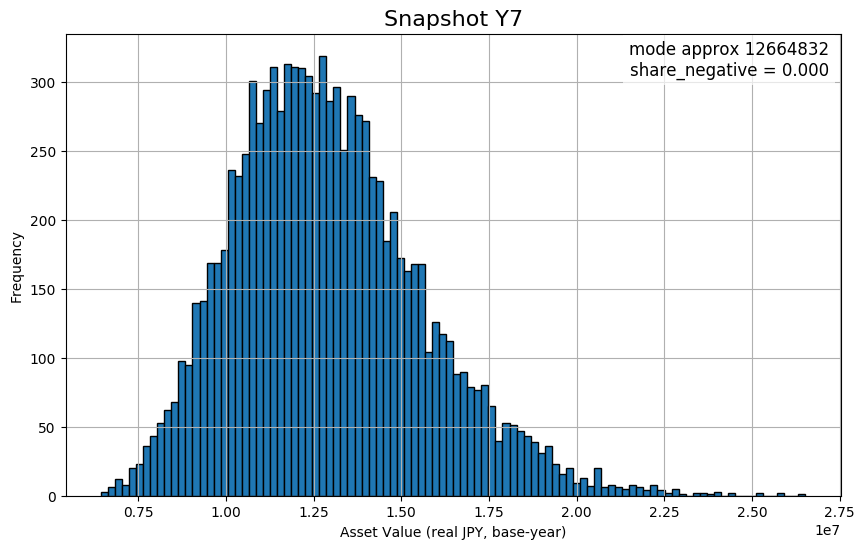 Snapshot Y7
mode approx 12664832
share_negative = 0.000
Frequency
300
250
200
150
100
50
0
0.75 1.00 1.25 1.50 1.75 2.00 2.25 2.50 2.75
1e7
Asset Value (real JPY, base-year)